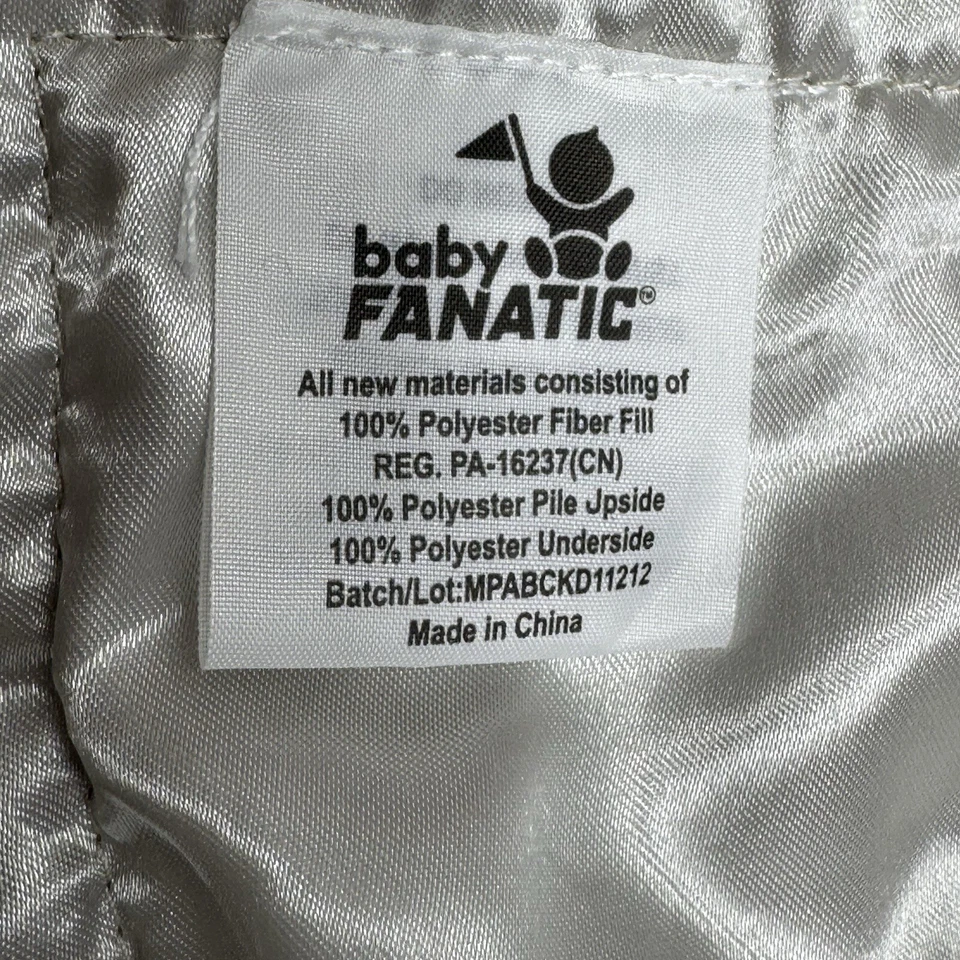 baby
FANATIC™
All new materials consisting of
100% Polyester Fiber Fill
REG. PA-16237(CN)
100% Polyester Pile Jpside
100% Polyester Underside
Batch/Lot:MPABCKD11212
Made in China